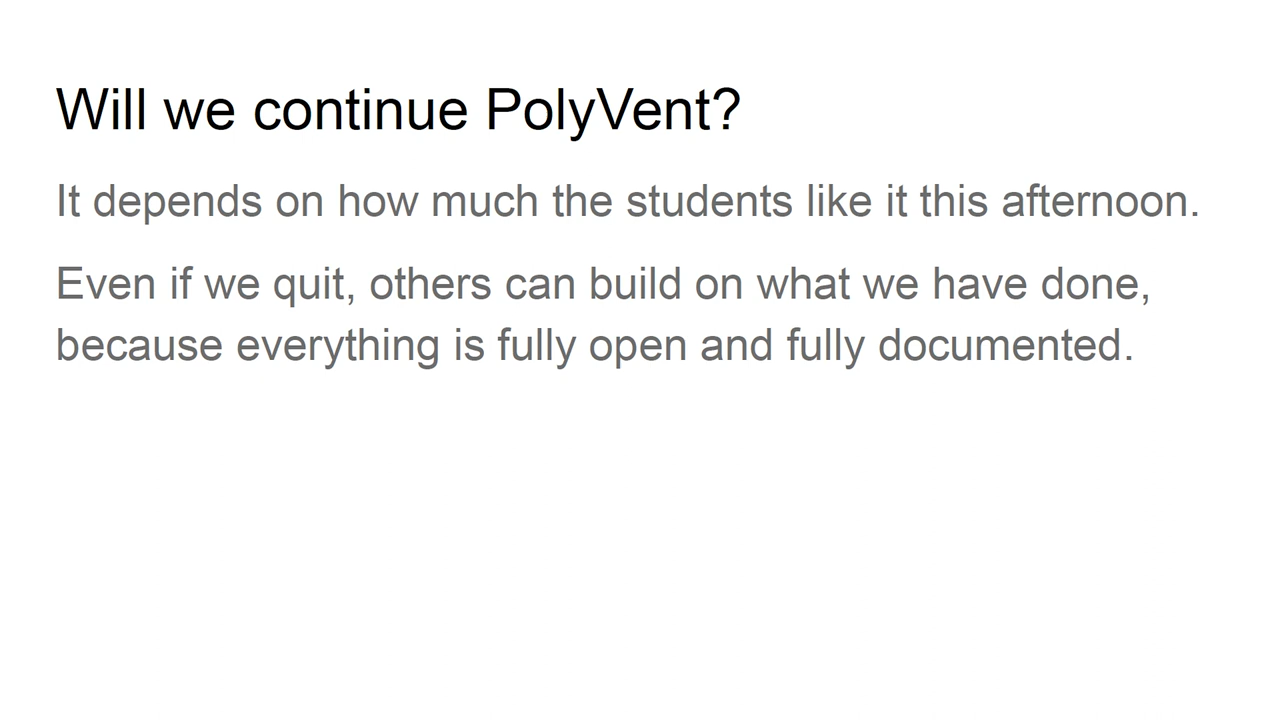 Will we continue PolyVent?
It depends on how much the students like it this afternoon.
Even if we quit, others can build on what we have done,
because everything is fully open and fully documented.